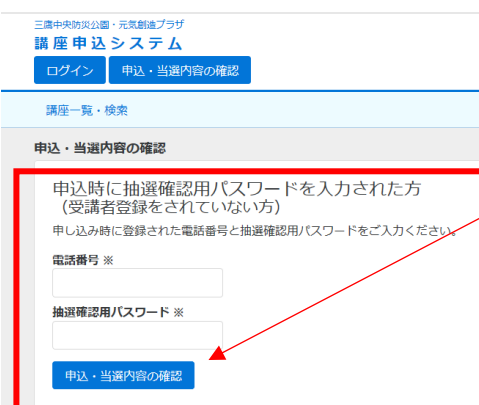 三鷹中央防災公園・元気創造プラザ
講座申込システム
ログイン 申込・当選内容の確認
講座一覧・検索
申込・当選内容の確認
申込時に抽選確認用パスワードを入力された方
（受講者登録をされていない方）
申し込み時に登録された電話番号と抽選確認用パスワードをご入力ください。
電話番号 ※
抽選確認用パスワード ※
申込・当選内容の確認